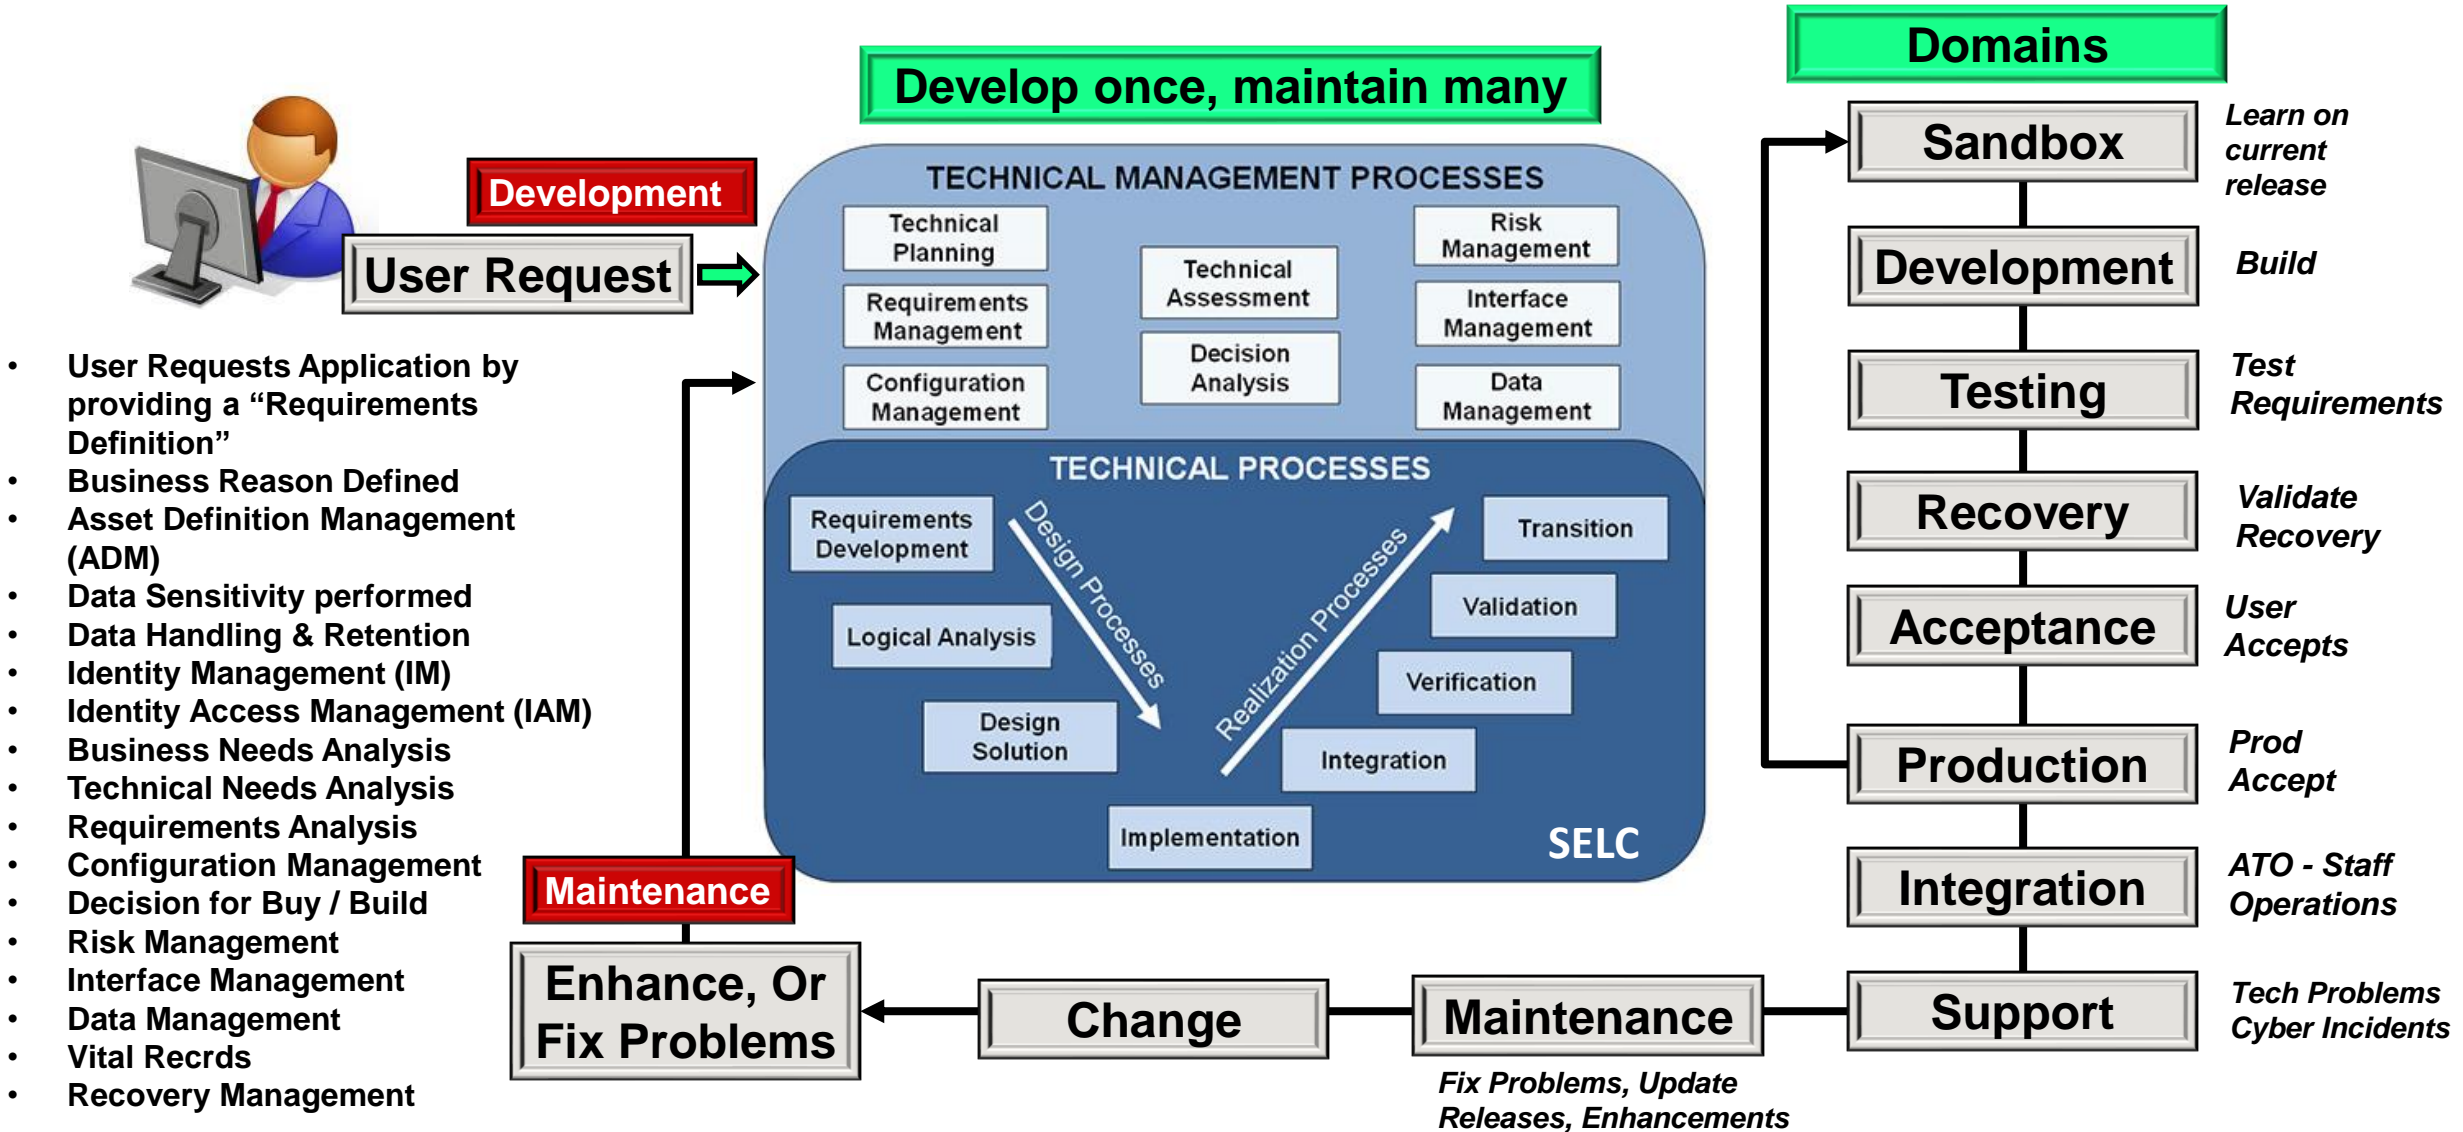 Develop once, maintain many
Domains
Development
User Request
• User Requests Application by
providing a “Requirements
Definition”
• Business Reason Defined
• Asset Definition Management
(ADM)
• Data Sensitivity performed
• Data Handling & Retention
• Identity Management (IM)
• Identity Access Management (IAM)
• Business Needs Analysis
• Technical Needs Analysis
• Requirements Analysis
• Configuration Management
• Decision for Buy / Build
• Risk Management
• Interface Management
• Data Management
• Vital Recrds
• Recovery Management
TECHNICAL MANAGEMENT PROCESSES
Technical
Planning
Requirements
Management
Configuration
Management
Technical
Assessment
Decision
Analysis
Risk
Management
Interface
Management
Data
Management
TECHNICAL PROCESSES
Requirements
Development
Logical Analysis
Design
Solution
Design Processes
Implementation
Realization Processes
Integration
Verification
Validation
Transition
SELC
Sandbox
Learn on
current
release
Development
Build
Testing
Test
Requirements
Recovery
Validate
Recovery
Acceptance
User
Accepts
Production
Prod
Accept
Integration
ATO - Staff
Operations
Support
Tech Problems
Cyber Incidents
Maintenance
Fix Problems, Update
Releases, Enhancements
Change
Enhance, Or
Fix Problems
Maintenance